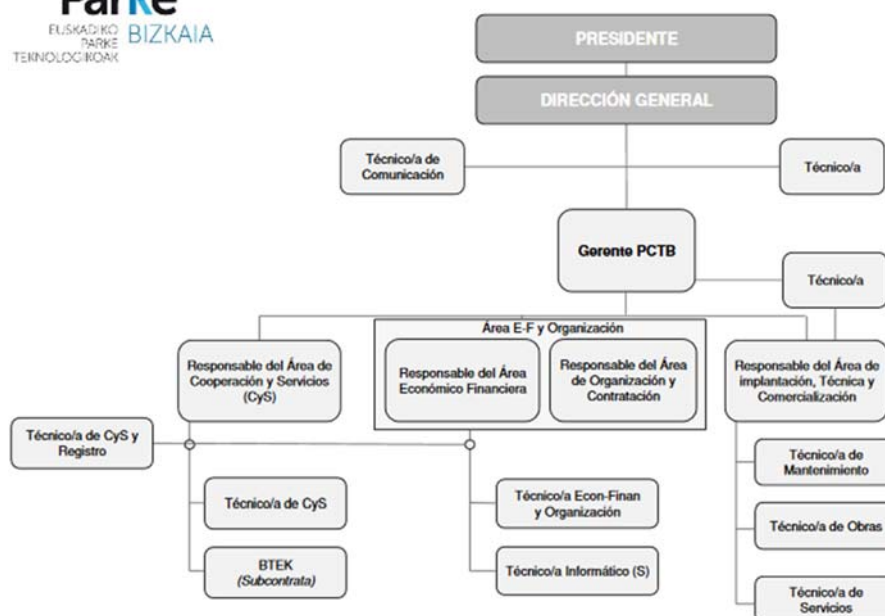 Parke
EUSKADIKO
PARKE
TEKNOLOGIKOAK
BIZKAIA
PRESIDENTE
DIRECCIÓN GENERAL
Técnico/a de
Comunicación
Técnico/a
Gerente PCTB
Técnico/a
Área E-F y Organización
Responsable del Área de
Cooperación y Servicios
(CyS)
Responsable del Área
Económico Financiera
Responsable del Área
de Organización y
Contratación
Responsable del Área de
implantación, Técnica y
Comercialización
Técnico/a de CyS y
Registro
Técnico/a de CyS
BTEK
(Subcontrata)
Técnico/a Econ-Finan
y Organización
Técnico/a Informático (S)
Técnico/a de
Mantenimiento
Técnico/a de Obras
Técnico/a de
Servicios